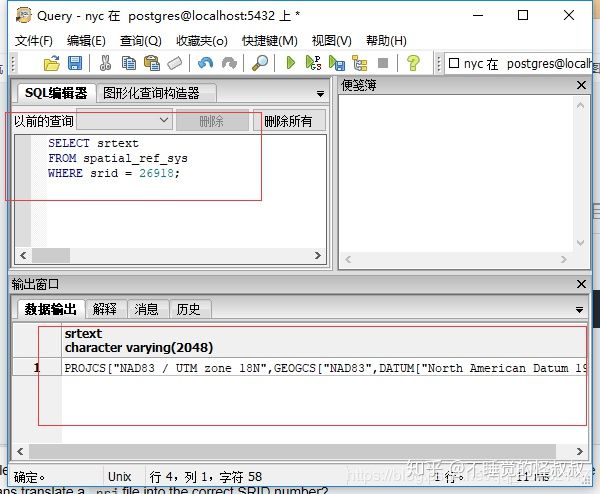 Query - nyc 在 postgres@localhost:5432 上 *
文件(F) 编辑(E) 查询(Q) 收藏夹(o) 快捷键(M) 视图(V) 帮助(H)
nyc 在 postgres@localh
SQL编辑器 图形化查询构造器
便笺簿
以前的查询 删除 删除所有
SELECT srtext
FROM spatial_ref_sys
WHERE srid = 26918;
输出窗口
数据输出 解释 消息 历史
srtext
character varying(2048)
1 PROJCS["NAD83 / UTM zone 18N",GEOGCS["NAD83",DATUM["North American Datum 19
确定。 Unix 行 4，列 1，字符 58 1 行。 11 ms
知乎 @不睡觉的怪叔叔
ans translate a .prj file into the correct SRID number?